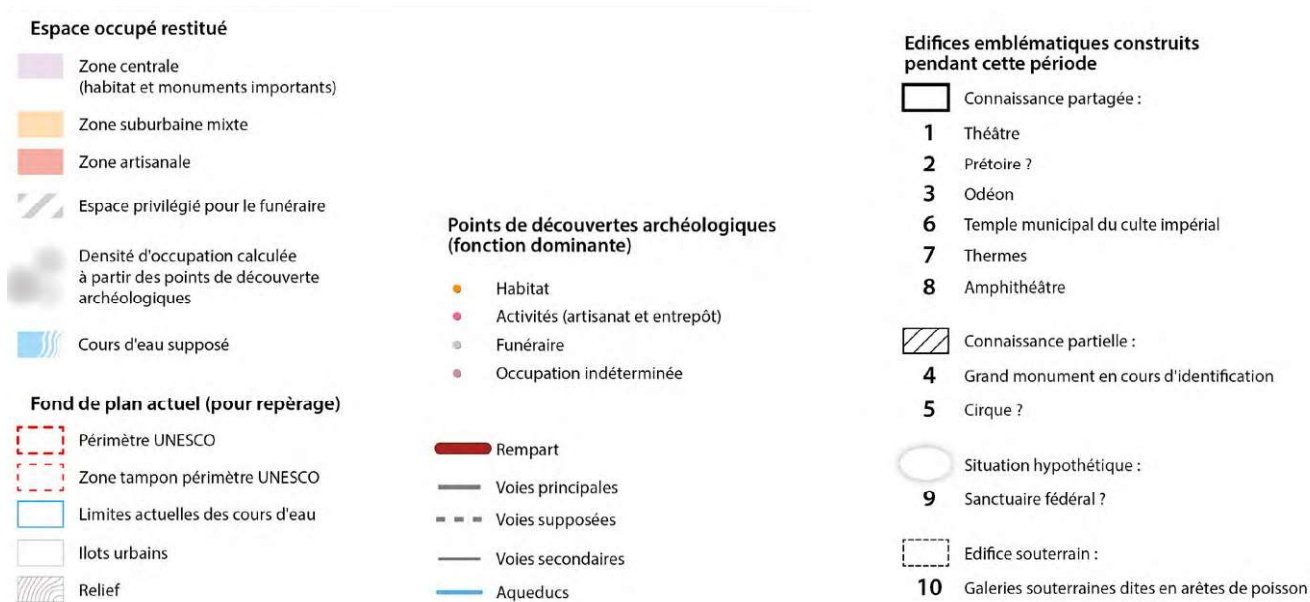 Espace occupé restitué
Zone centrale
(habitat et monuments importants)
Zone suburbaine mixte
Zone artisanale
Espace privilégié pour le funéraire
Densité d'occupation calculée
à partir des points de découverte
archéologiques
Cours d'eau supposé
Fond de plan actuel (pour repèrage)
Périmètre UNESCO
Zone tampon périmètre UNESCO
Limites actuelles des cours d'eau
Ilots urbains
Relief
Points de découvertes archéologiques
(fonction dominante)
Habitat
Activités (artisanat et entrepôt)
Funéraire
Occupation indéterminée
Rempart
Voies principales
Voies supposées
Voies secondaires
Aqueducs
Edifices emblématiques construits
pendant cette période
Connaissance partagée :
1 Théâtre
2 Prétoire ?
3 Odéon
6 Temple municipal du culte impérial
7 Thermes
8 Amphithéâtre
Connaissance partielle :
4 Grand monument en cours d'identification
5 Cirque ?
Situation hypothétique :
9 Sanctuaire fédéral ?
Edifice souterrain :
10 Galeries souterraines dites en arêtes de poisson